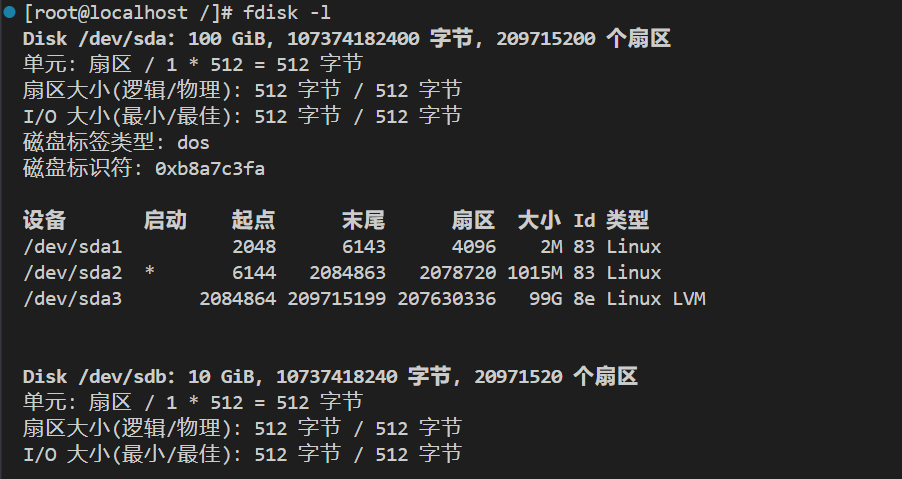 [root@localhost /]# fdisk -l
Disk /dev/sda: 100 GiB, 107374182400 字节, 209715200 个扇区
单元: 扇区 / 1 * 512 = 512 字节
扇区大小(逻辑/物理): 512 字节 / 512 字节
I/O 大小(最小/最佳): 512 字节 / 512 字节
磁盘标签类型: dos
磁盘标识符: 0xb8a7c3fa
设备 启动 起点 末尾 扇区 大小 Id 类型
/dev/sda1 2048 6143 4096 2M 83 Linux
/dev/sda2 * 6144 2084863 2078720 1015M 83 Linux
/dev/sda3 2084864 209715199 207630336 99G 8e Linux LVM
Disk /dev/sdb: 10 GiB, 10737418240 字节, 20971520 个扇区
单元: 扇区 / 1 * 512 = 512 字节
扇区大小(逻辑/物理): 512 字节 / 512 字节
I/O 大小(最小/最佳): 512 字节 / 512 字节